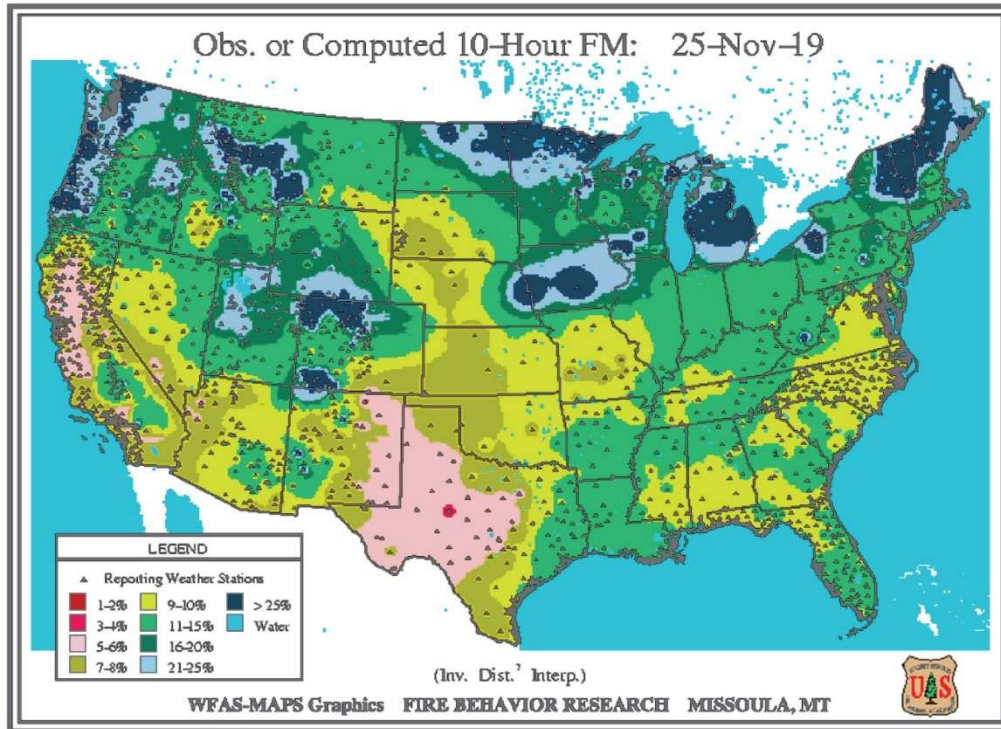 Obs. or Computed 10-Hour FM: 25-Nov-19
LEGEND
Reporting Weather Stations
1-2%
3-4%
5-6%
7-8%
9-10%
11-15%
16-20%
21-25%
> 25%
Water
(Inv. Dist.² Interp.)
WFAS-MAPS Graphics FIRE BEHAVIOR RESEARCH MISSOULA, MT
U S